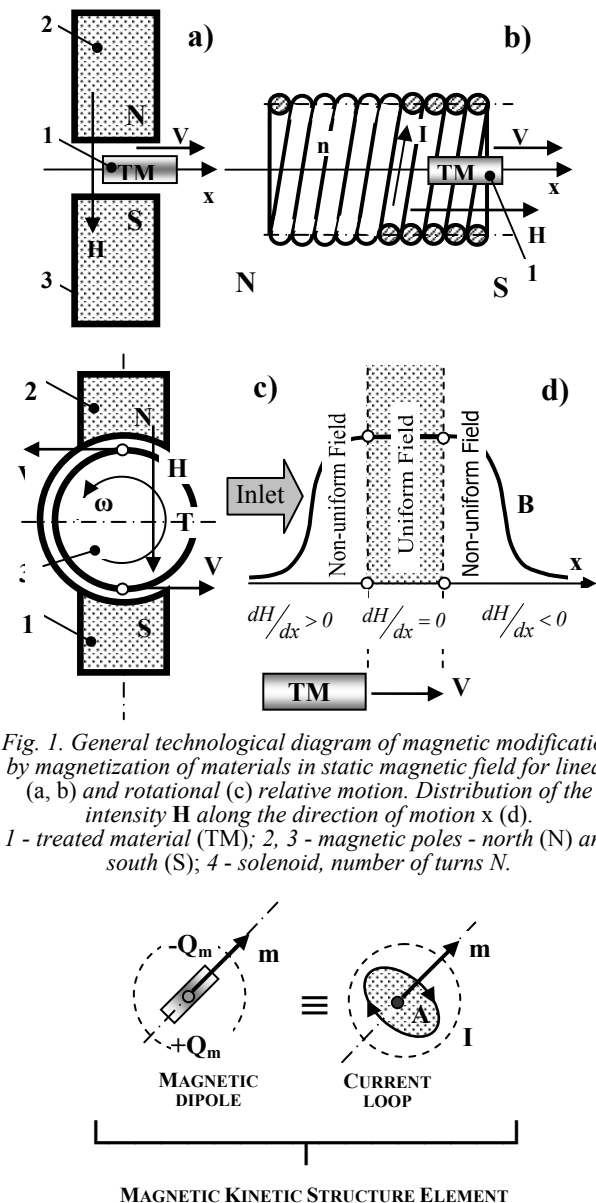 2
a)
b)
N
1
V
TM
x
S
H
3
n
I
V
TM
x
H
N
S
1
2
c)
d)
N
H
ω
T
V
1
S
Inlet
Non-uniform Field
Uniform Field
Non-uniform Field
B
x
dH/dx > 0
dH/dx = 0
dH/dx < 0
TM
V
Fig. 1. General technological diagram of magnetic modificatio
by magnetization of materials in static magnetic field for linea
(a, b) and rotational (c) relative motion. Distribution of the
intensity H along the direction of motion x (d).
1 - treated material (TM); 2, 3 - magnetic poles - north (N) an
south (S); 4 - solenoid, number of turns N.
-Qm
m
+Qm
≡
m
A
I
MAGNETIC
DIPOLE
CURRENT
LOOP
MAGNETIC KINETIC STRUCTURE ELEMENT